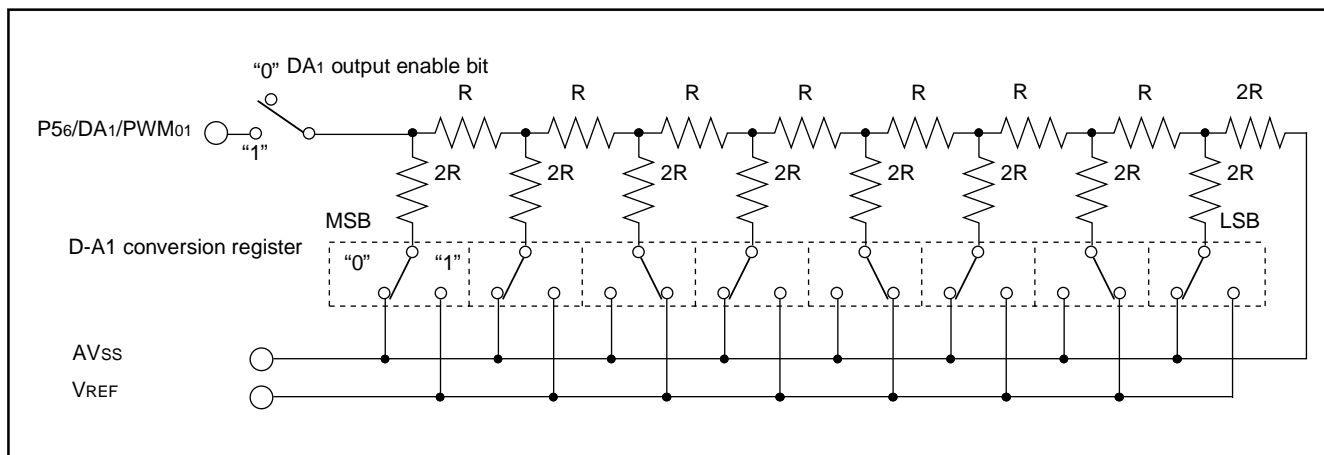 “0” DA1 output enable bit
R R R R R R R 2R
P56/DA1/PWM01
“1”
2R 2R 2R 2R 2R 2R 2R 2R
MSB LSB
D-A1 conversion register
“0” “1”
AVSS
VREF